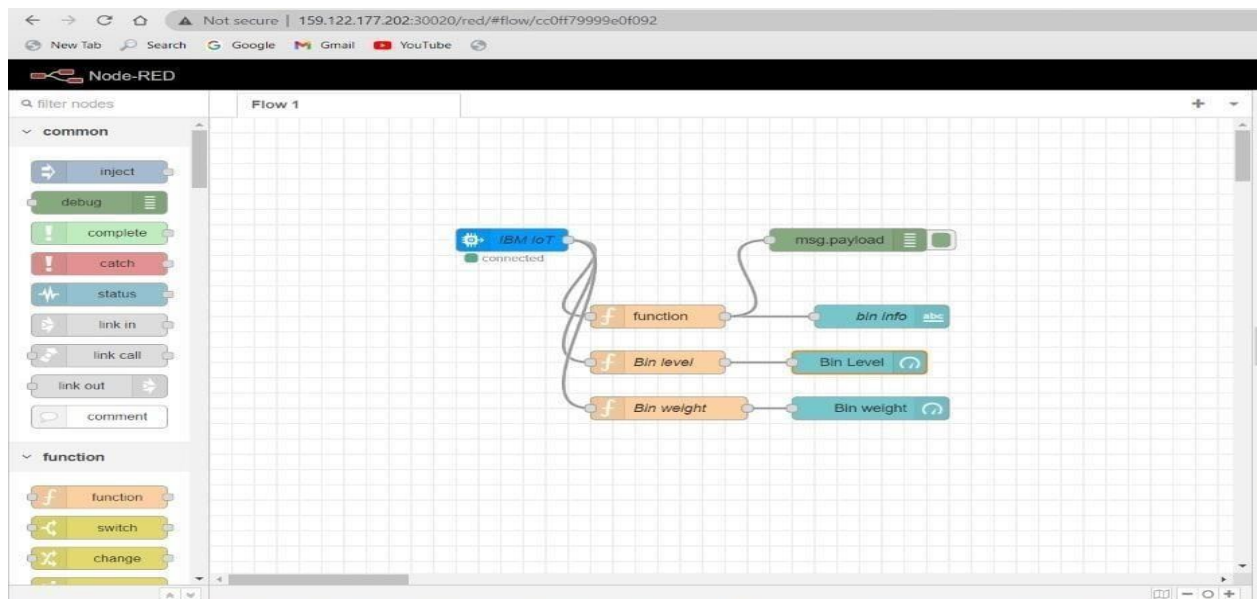 Not secure | 159.122.177.202:30020/red/#flow/cc0ff79999e0f092
New Tab Search Google Gmail YouTube
Node-RED
filter nodes
Flow 1
common
inject
debug
complete
catch
status
link in
link call
link out
comment
function
function
switch
change
IBM IoT
connected
msg.payload
function
bin info abc
Bin level
Bin Level
Bin weight
Bin weight